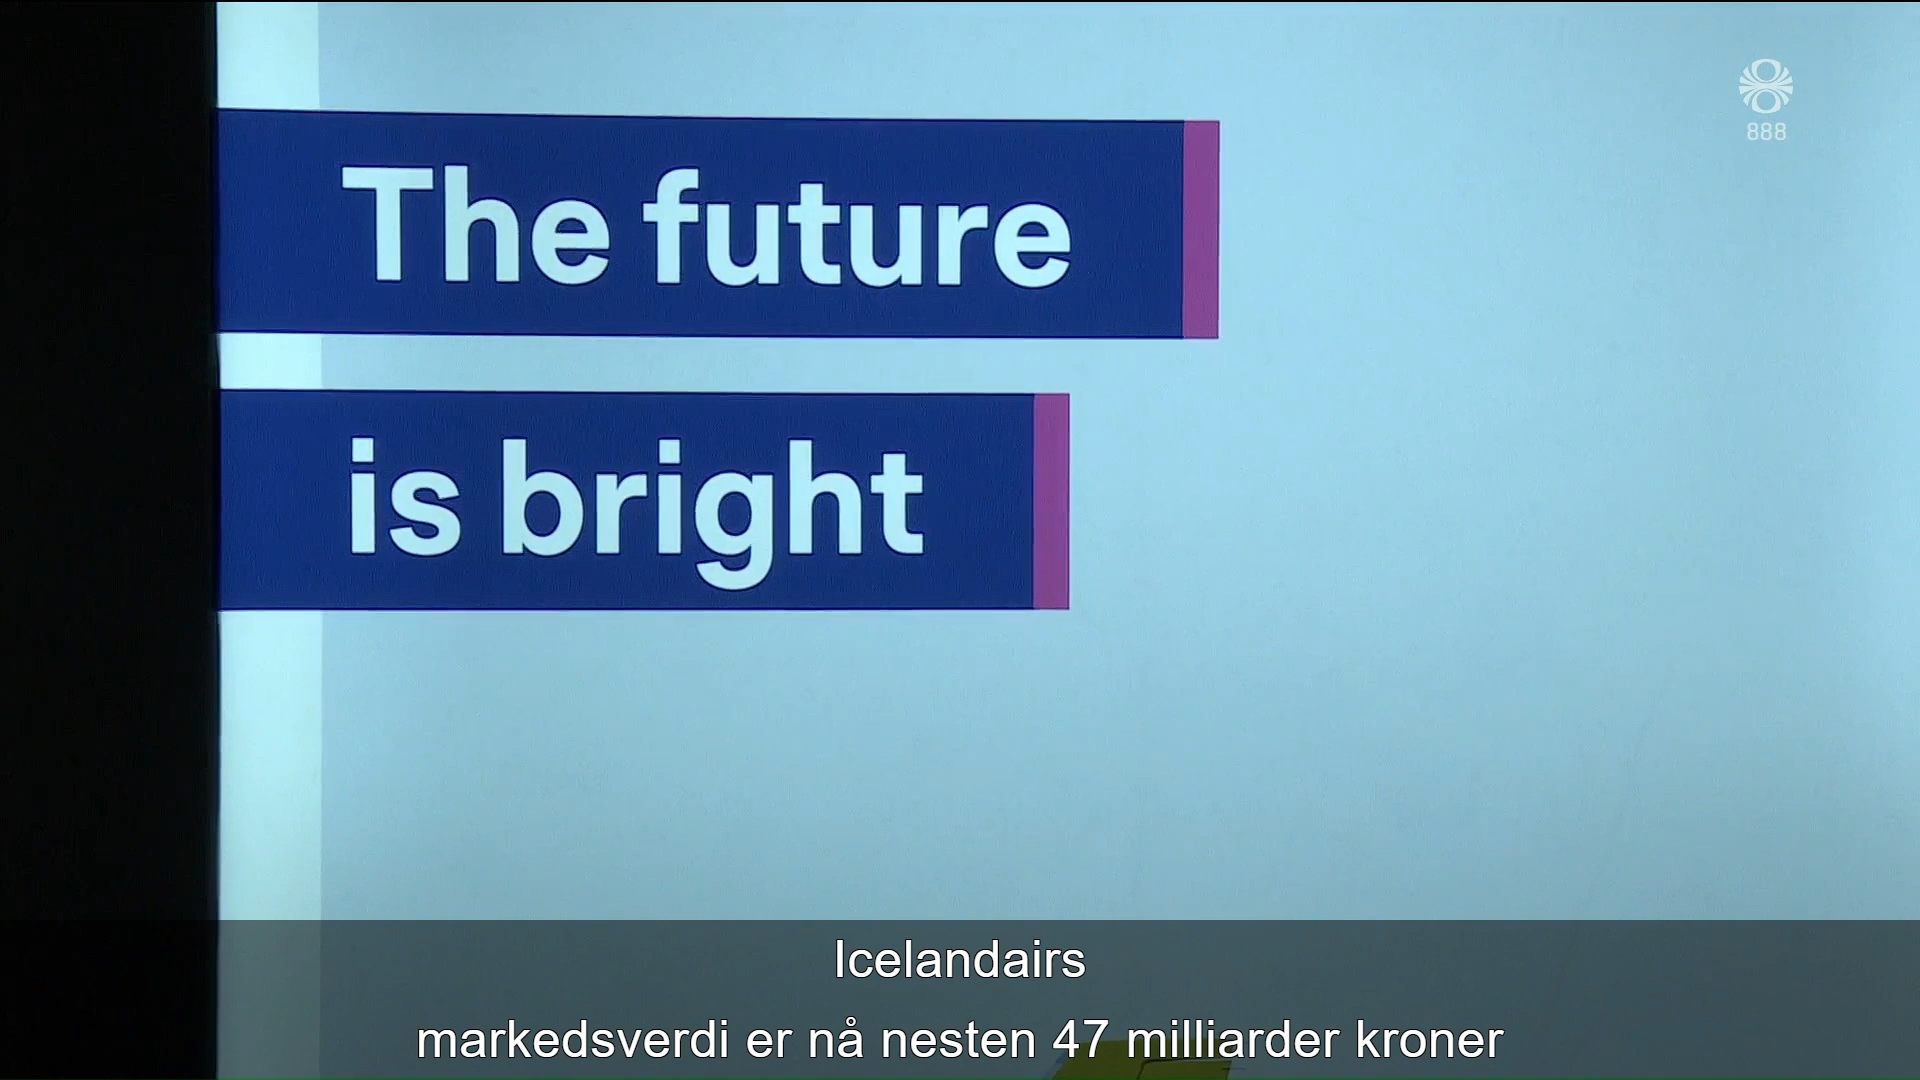 888
The future
is bright
Icelandairs
markedsverdi er nå nesten 47 milliarder kroner